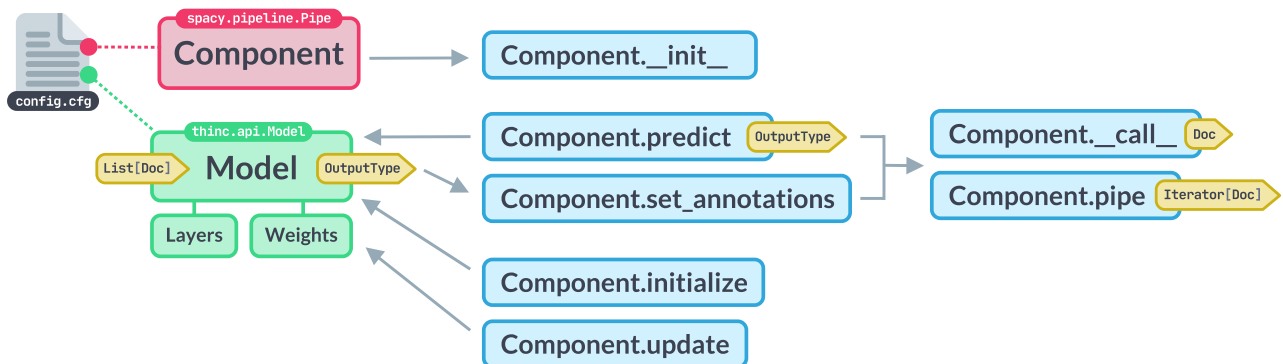 config.cfg
spacy.pipeline.Pipe
Component
thinc.api.Model
List[Doc]
Model
OutputType
Layers
Weights
Component.__init__
Component.predict
OutputType
Component.set_annotations
Component.initialize
Component.update
Component.__call__
Doc
Component.pipe
Iterator[Doc]